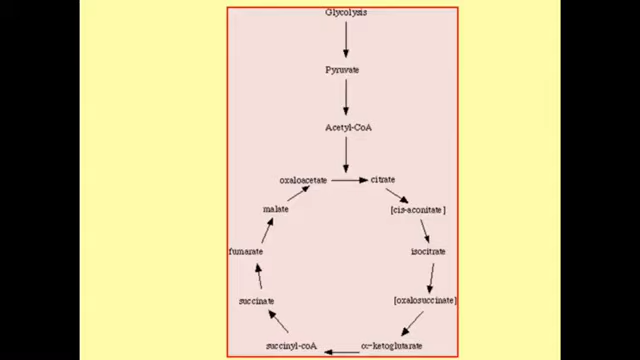 Glycolysis
Pyruvate
Acetyl-CoA
oxaloacetate citrate
malate [cis-aconitate]
fumarate isocitrate
succinate [oxalosuccinate]
succinyl-coA α-ketoglutarate